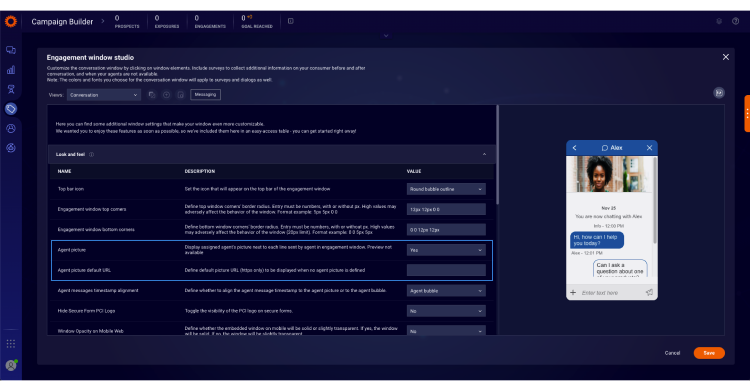 Campaign Builder >
0
PROSPECTS
0
EXPOSURES
0
ENGAGEMENTS
0
GOAL REACHED
Engagement window studio
Customize the conversation window by clicking on window elements. Include surveys to collect additional information on your consumer before and after
conversation, and when your agents are not available.
Note: The colors and fonts you choose for the conversation window will apply to surveys and dialogs as well.
Views:
Conversation
Messaging
Here you can find some additional window settings that make your window even more customizable.
We wanted you to enjoy these features as soon as possible, so we've included them here in an easy-access table - you can get started right away!
Look and feel
NAME
DESCRIPTION
VALUE
Top bar icon
Set the icon that will appear on the top bar of the engagement window
Round bubble outline
Engagement window top corners
Define top window corners' border radius. Entry must be numbers, with or without px. High values may
adversely affect the behavior of the window. Format example: 5px 5px 0 0
12px 12px 0 0
Engagement window bottom corners
Define bottom window corners' border radius. Entry must be numbers, with or without px. High values
may adversely affect the behavior of the window (20px limit). Format example: 0 0 5px 5px
0 0 12px 12px
Agent picture
Display assigned agent's picture next to each line sent by agent in engagement window. Preview not
available
Yes
Agent picture default URL
Define default picture URL (https only) to be displayed when no agent picture is defined
Agent messages timestamp alignment
Define whether to align the agent message timestamp to the agent picture or to the agent bubble.
Agent bubble
Hide Secure Form PCI Logo
Toggle the visibility of the PCI logo on secure forms.
No
Window Opacity on Mobile Web
Define whether the embedded window on mobile will be solid or slightly transparent. If yes, the window
will be solid. If no, the window will be slightly transparent.
No
Alex
Nov 25
You are now chatting with Alex.
Info - 12:00 PM
Hi, how can I help
you today?
Alex - 12:01 PM
Can I ask a
question about one
Enter text here
Cancel
Save